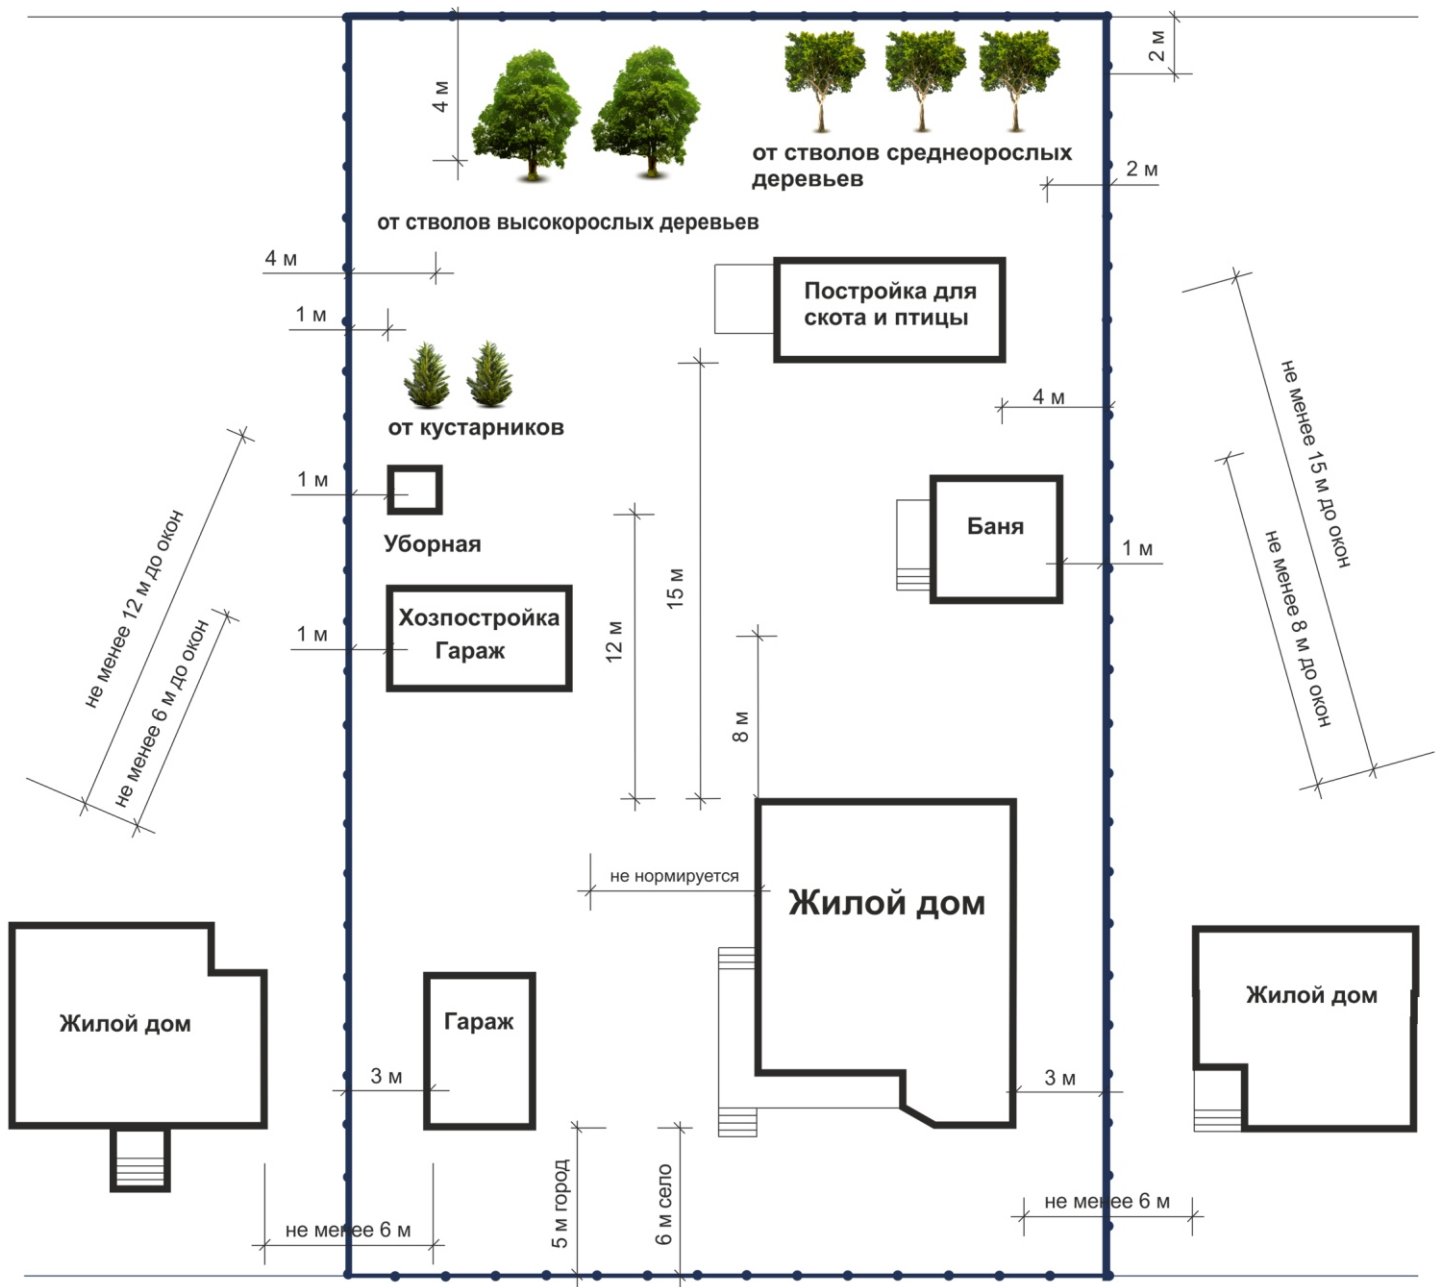 2 м
4 м
от стволов среднеорослых
деревьев
2 м
от стволов высокорослых деревьев
4 м
Постройка для
скота и птицы
1 м
не менее 15 м до окон
4 м
от кустарников
1 м
Баня
не менее 12 м до окон
Уборная
1 м
не менее 8 м до окон
15 м
Хозпостройка
Гараж
1 м
12 м
не менее 6 м до окон
8 м
не нормируется
Жилой дом
Жилой дом
Жилой дом
Гараж
3 м
3 м
5 м город
6 м село
не менее 6 м
не менее 6 м